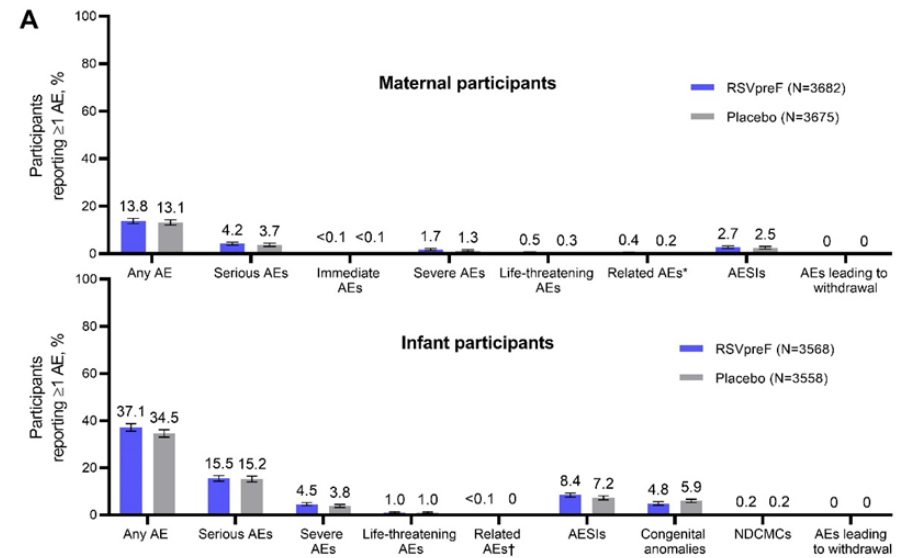 A
Participants
reporting ≥1 AE, %
100
80
60
40
20
0
Maternal participants
RSVpreF (N=3682)
Placebo (N=3675)
13.8 13.1
4.2 3.7
<0.1 <0.1
1.7 1.3
0.5 0.3
0.4 0.2
2.7 2.5
0 0
Any AE
Serious AEs
Immediate
AEs
Severe AEs
Life-threatening
AEs
Related AEs*
AESIs
AEs leading to
withdrawal
Participants
reporting ≥1 AE, %
100
80
60
40
20
0
Infant participants
RSVpreF (N=3568)
Placebo (N=3558)
37.1 34.5
15.5 15.2
4.5 3.8
1.0 1.0
<0.1 0
8.4 7.2
4.8 5.9
0.2 0.2
0 0
Any AE
Serious AEs
Severe
AEs
Life-threatening
AEs
Related
AEs†
AESIs
Congenital
anomalies
NDCMCs
AEs leading
to withdrawal